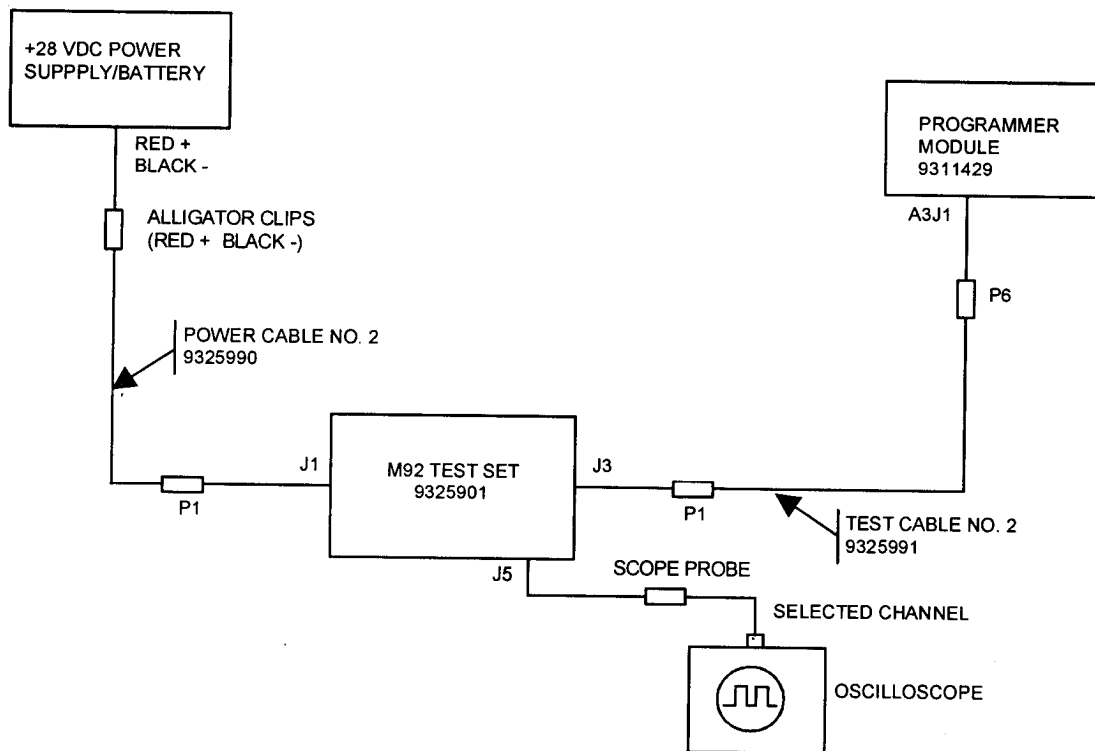 +28 VDC POWER
SUPPPLY/BATTERY
RED +
BLACK -
ALLIGATOR CLIPS
(RED + BLACK -)
POWER CABLE NO. 2
9325990
P1
J1
M92 TEST SET
9325901
J3
J5
P1
PROGRAMMER
MODULE
9311429
A3J1
P6
TEST CABLE NO. 2
9325991
SCOPE PROBE
SELECTED CHANNEL
OSCILLOSCOPE